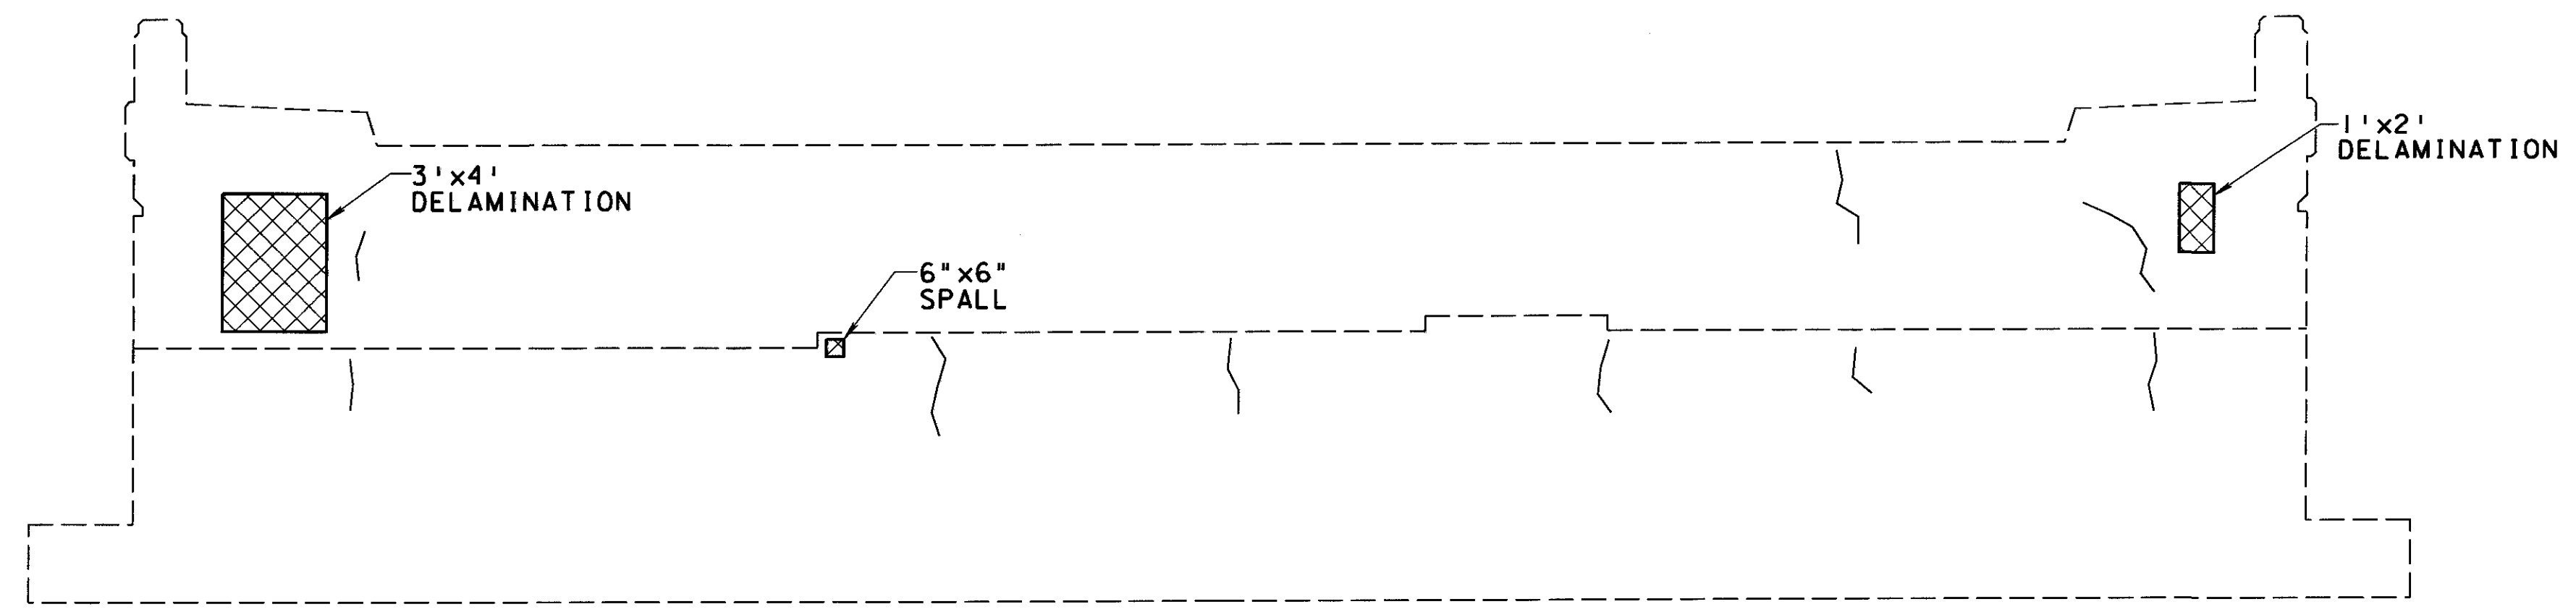 3'x4'
DELAMINATION
6"x6"
SPALL
1'x2'
DELAMINATION